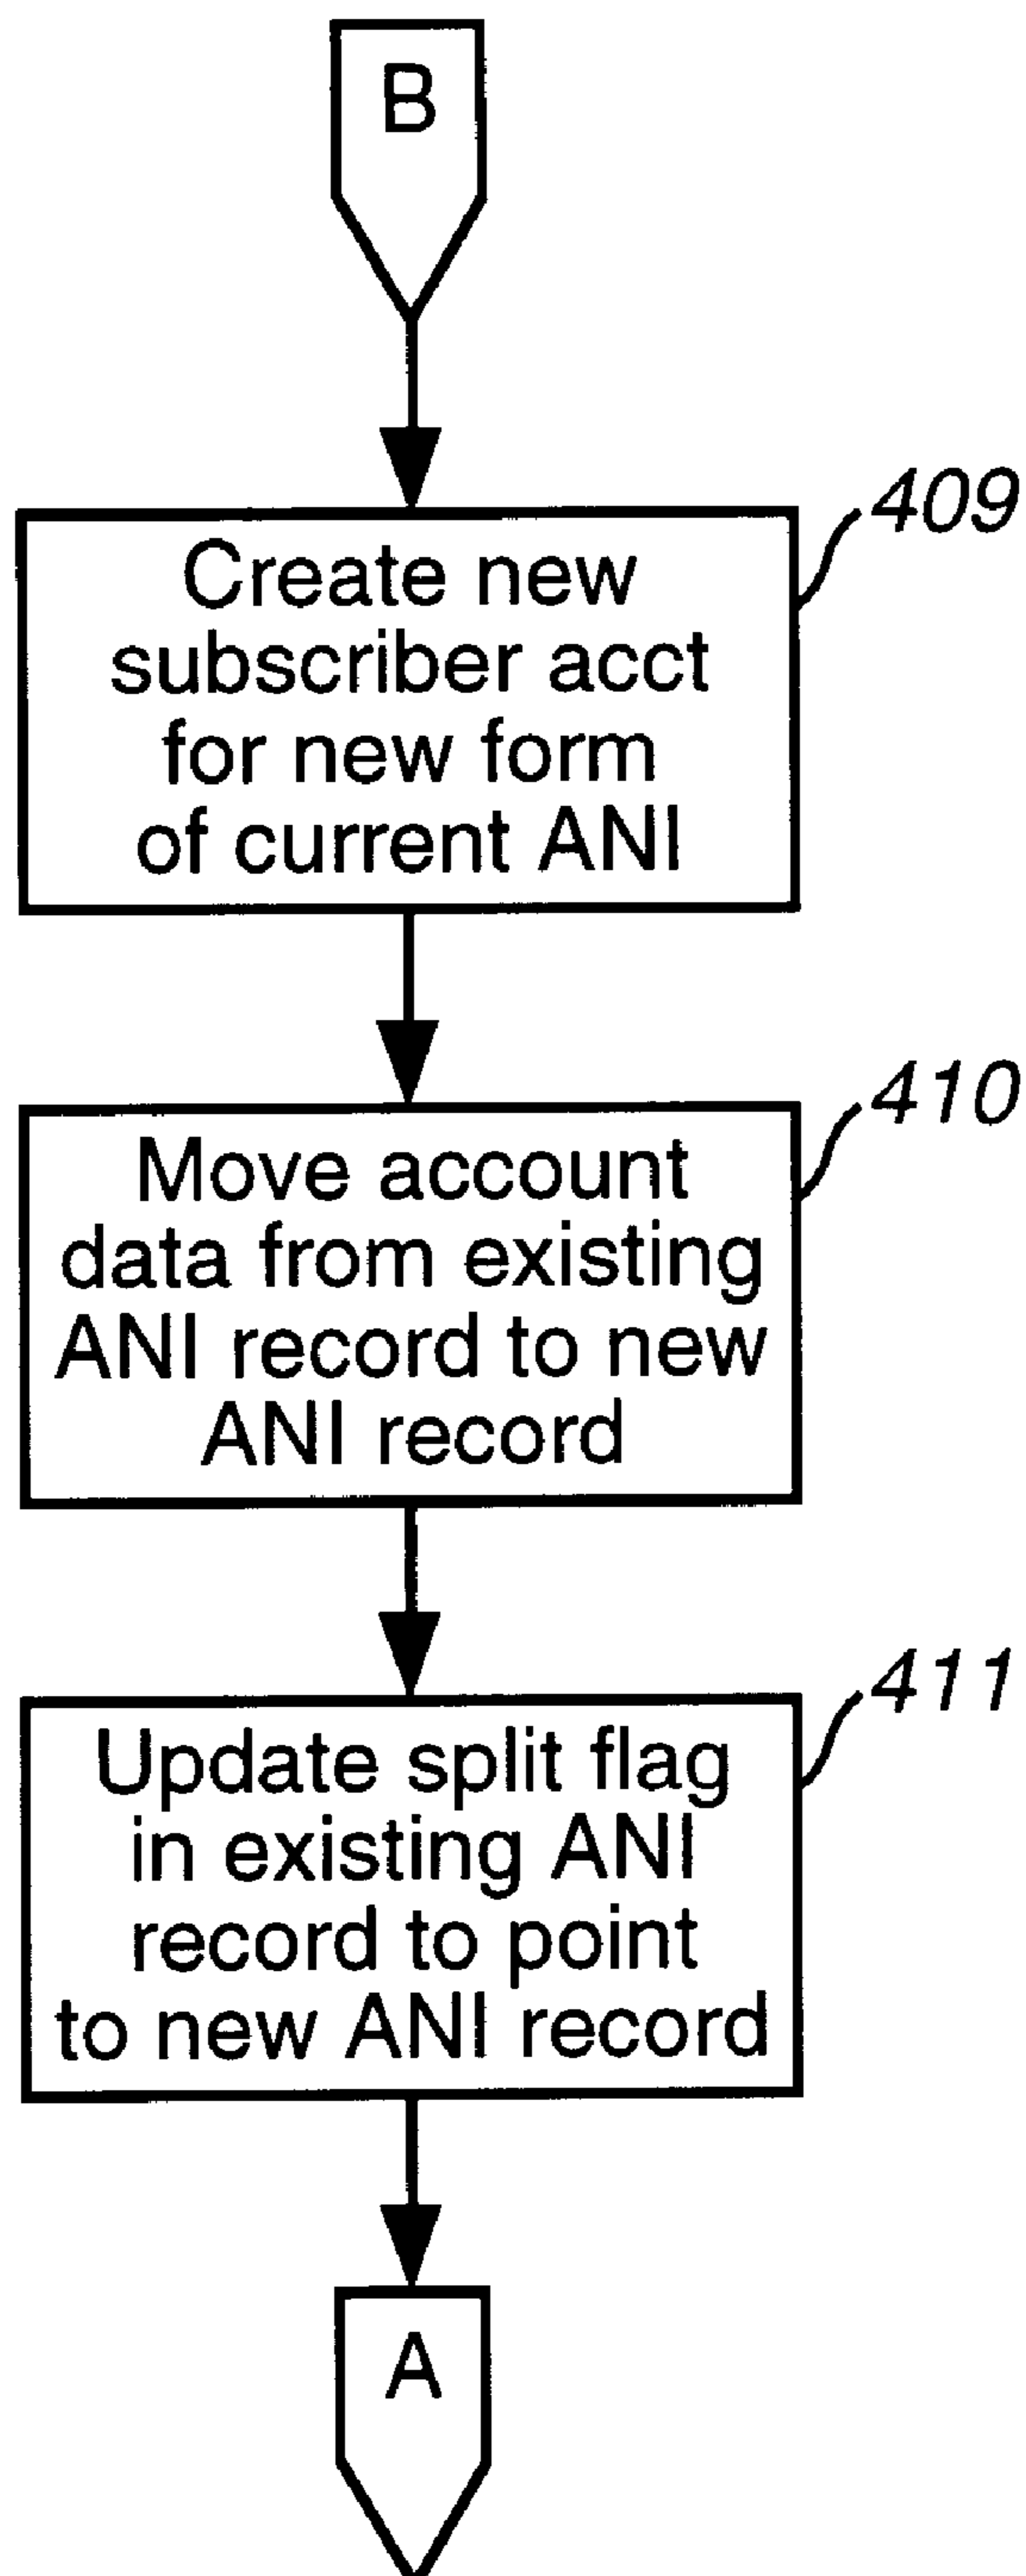 B
409
Create new
subscriber acct
for new form
of current ANI
410
Move account
data from existing
ANI record to new
ANI record
411
Update split flag
in existing ANI
record to point
to new ANI record
A